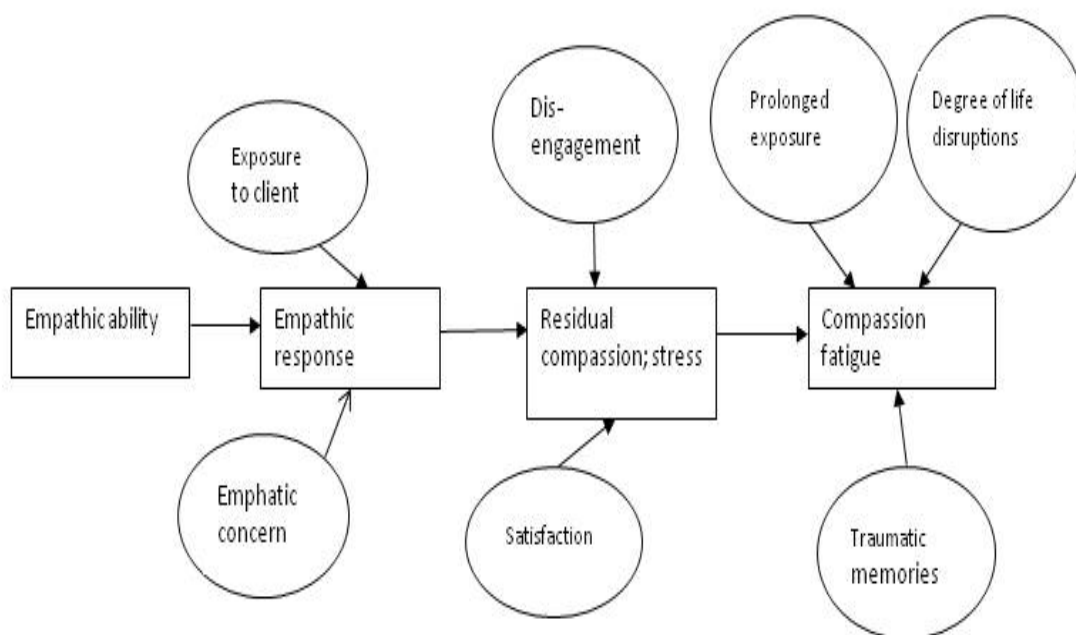 Exposure
to client
Dis-
engagement
Prolonged
exposure
Degree of life
disruptions
Empathic ability
Empathic
response
Residual
compassion; stress
Compassion
fatigue
Emphatic
concern
Satisfaction
Traumatic
memories